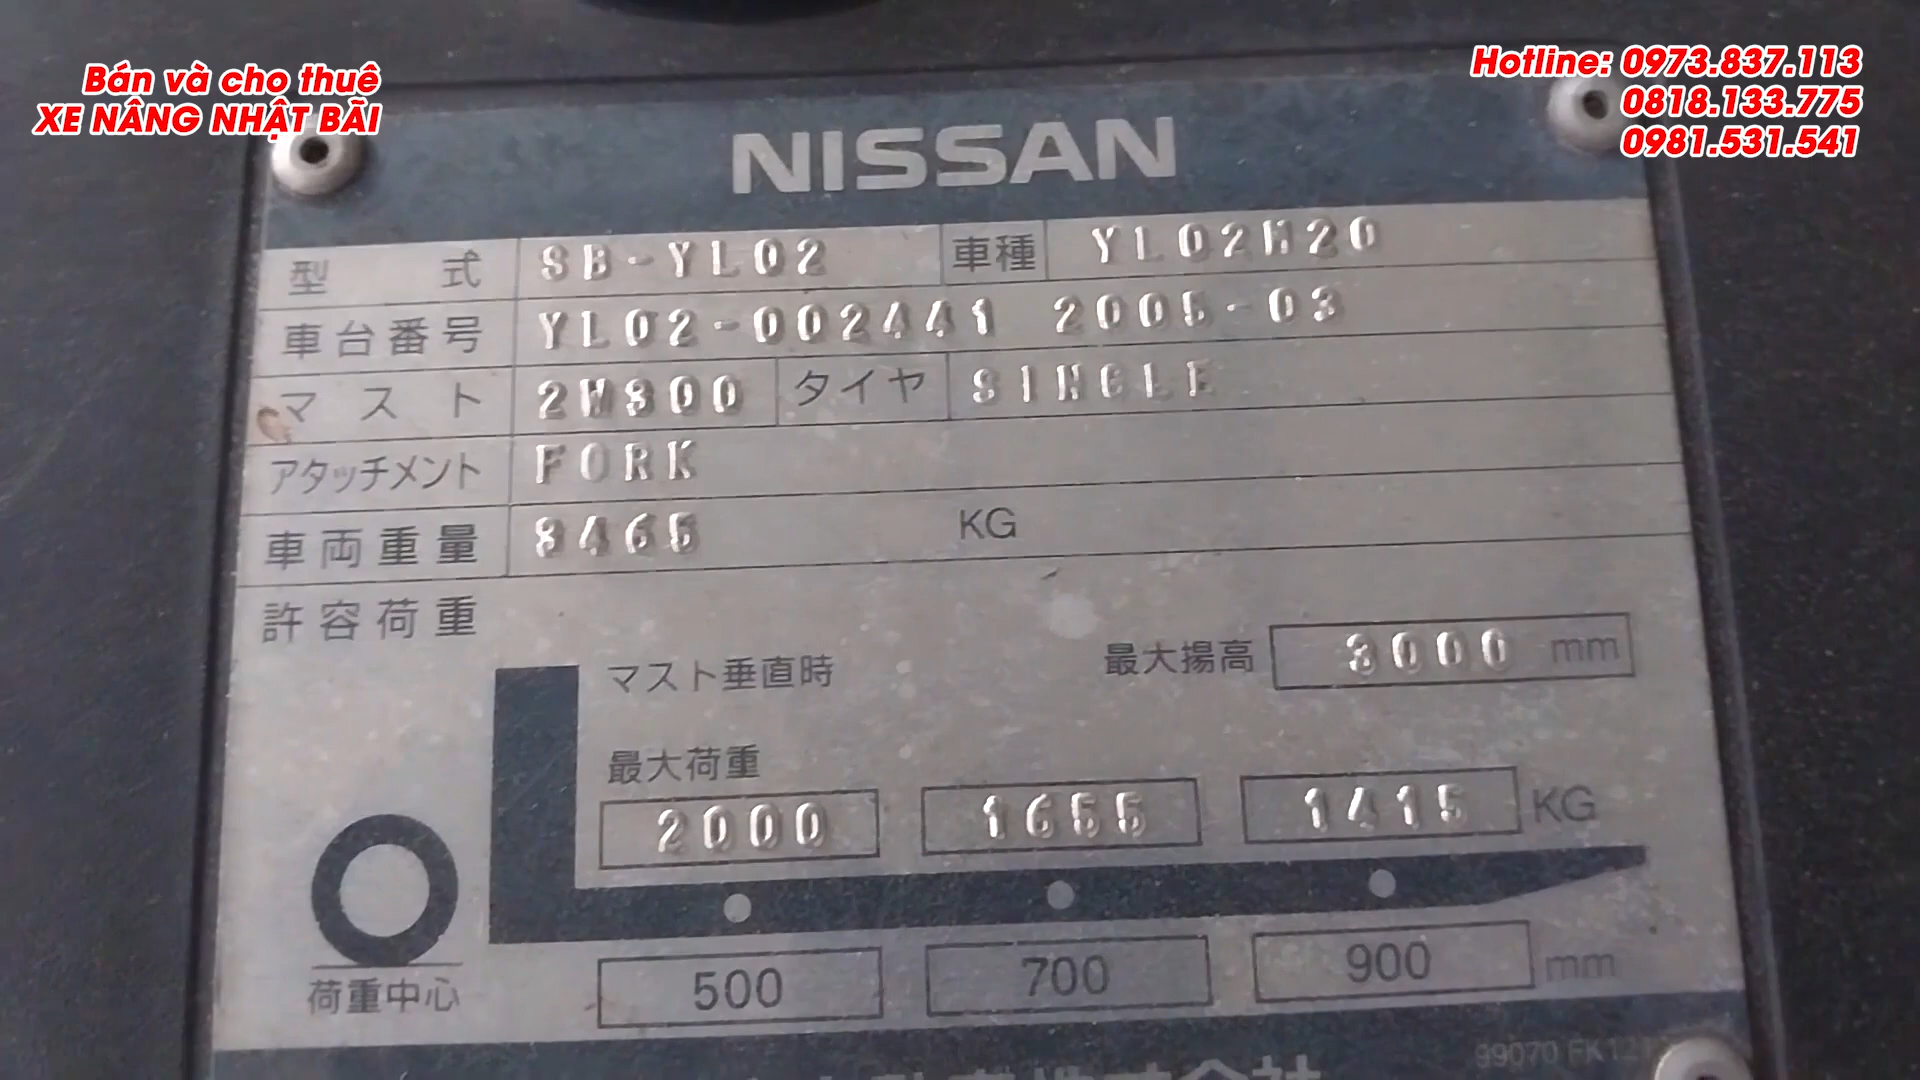 Bán và cho thuê
XE NÂNG NHẬT BÃI
Hotline: 0973.837.113
0818.133.775
0981.531.541
NISSAN
型式 SB-YL02 車種 YL02M20
車台番号 YL02-002441 2005-03
マスト 2M300 タイヤ SINGLE
アタッチメント FORK
車両重量 3465 KG
許容荷重
マスト垂直時 最大揚高 3000 mm
最大荷重
2000 1655 1415 KG
荷重中心
500 700 900 mm